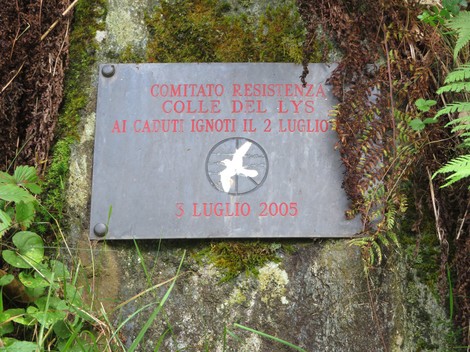 COMITATO RESISTENZA
COLLE DEL LYS
AI CADUTI IGNOTI IL 2 LUGLIO
3 LUGLIO 2005